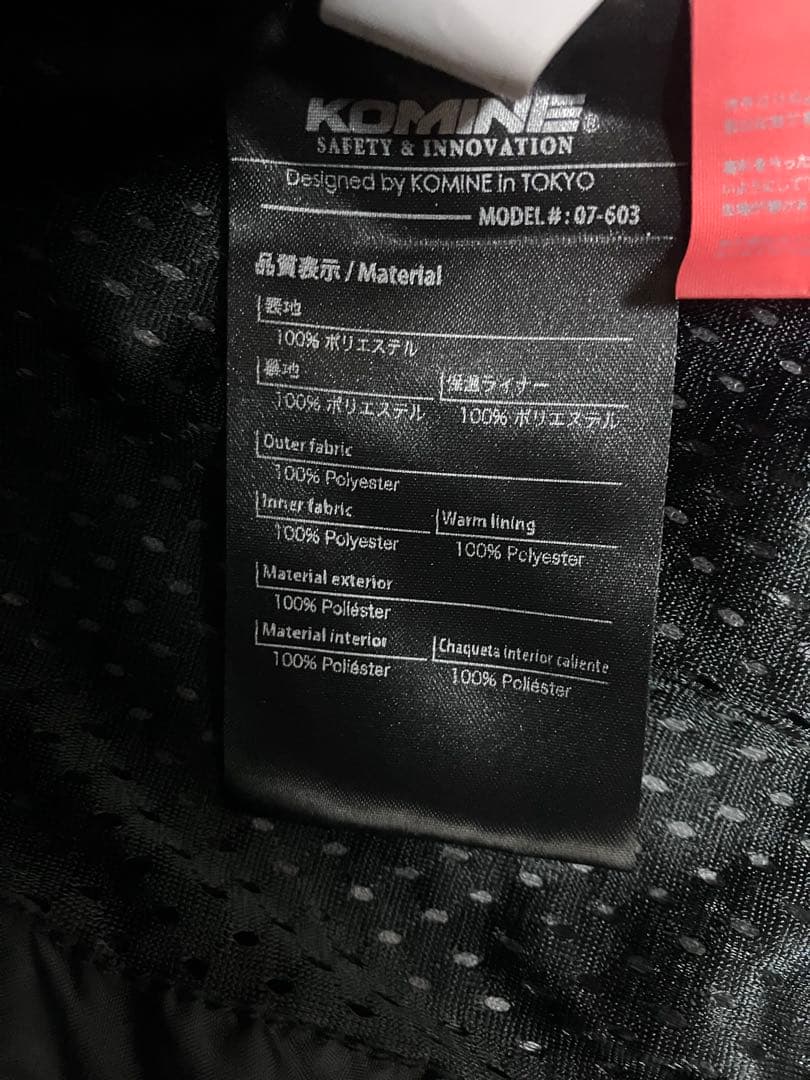 KOMINE®
SAFETY & INNOVATION
Designed by KOMINE in TOKYO
MODEL#: 07-603
品質表示 / Material
表地
100% ポリエステル
裏地
100% ポリエステル
保温ライナー
100% ポリエステル
Outer fabric
100% Polyester
Inner fabric
100% Polyester
Warm lining
100% Polyester
Material exterior
100% Poliéster
Material interior
100% Poliéster
Chaqueta interior caliente
100% Poliéster